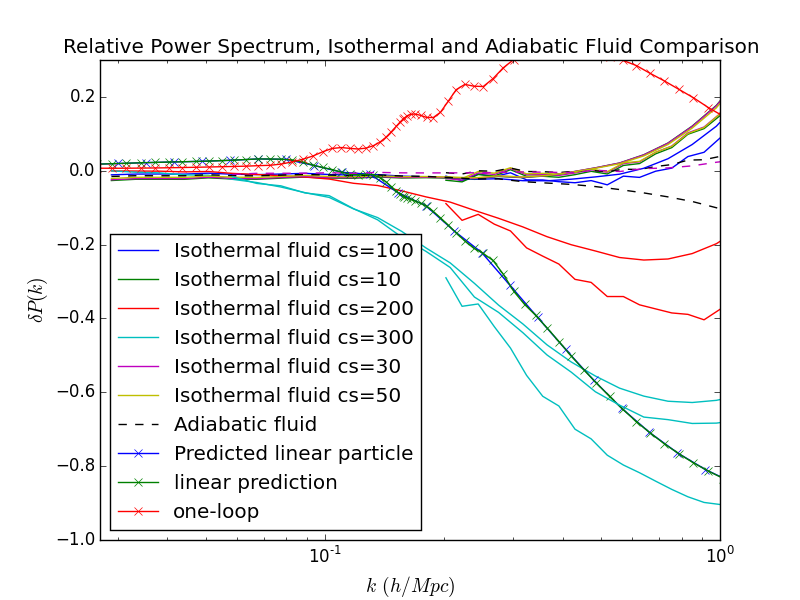 Relative Power Spectrum, Isothermal and Adiabatic Fluid Comparison
0.2
0.0
−0.2
−0.4
−0.6
−0.8
−1.0
δP(k)
Isothermal fluid cs=100
Isothermal fluid cs=10
Isothermal fluid cs=200
Isothermal fluid cs=300
Isothermal fluid cs=30
Isothermal fluid cs=50
Adiabatic fluid
Predicted linear particle
linear prediction
one-loop
10⁻¹ 10⁰
k (h/Mpc)